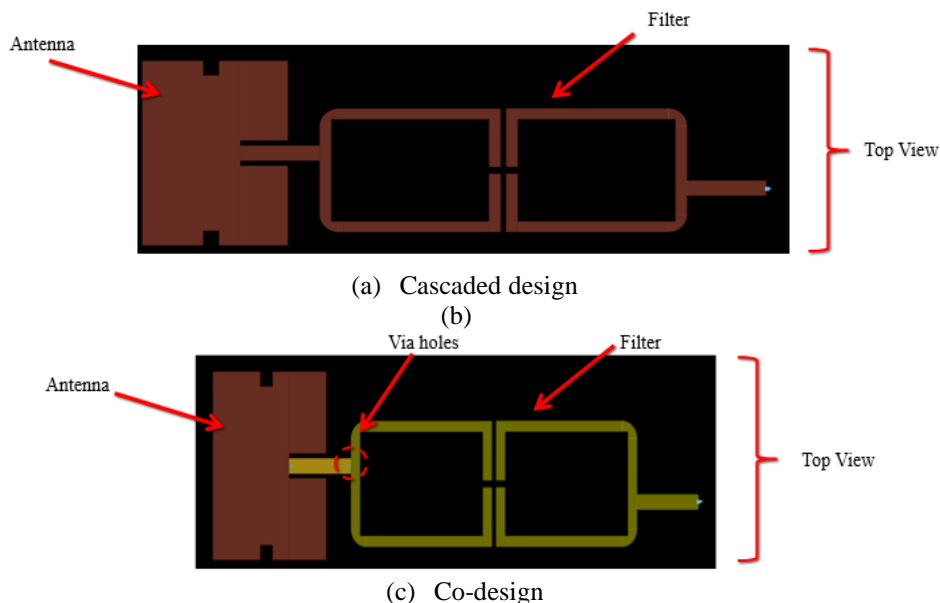 Filter
Antenna
Top View
(a) Cascaded design
(b)
Via holes
Filter
Antenna
Top View
(c) Co-design